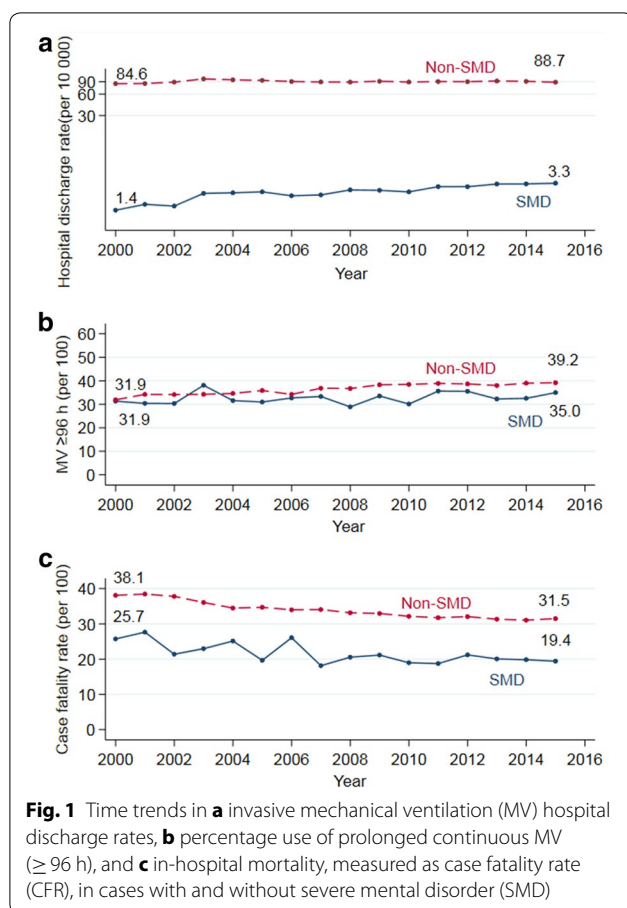 a
Hospital discharge rate(per 10 000)
90
60
30
84.6
Non-SMD
88.7
1.4
3.3
SMD
2000 2002 2004 2006 2008 2010 2012 2014 2016
Year
b
MV ≥96 h (per 100)
60
50
40
30
20
10
0
31.9
31.9
Non-SMD
39.2
SMD
35.0
2000 2002 2004 2006 2008 2010 2012 2014 2016
Year
c
Case fatality rate (per 100)
40
30
20
10
0
38.1
25.7
Non-SMD
31.5
19.4
SMD
2000 2002 2004 2006 2008 2010 2012 2014 2016
Year
Fig. 1 Time trends in a invasive mechanical ventilation (MV) hospital
discharge rates, b percentage use of prolonged continuous MV
(≥ 96 h), and c in-hospital mortality, measured as case fatality rate
(CFR), in cases with and without severe mental disorder (SMD)